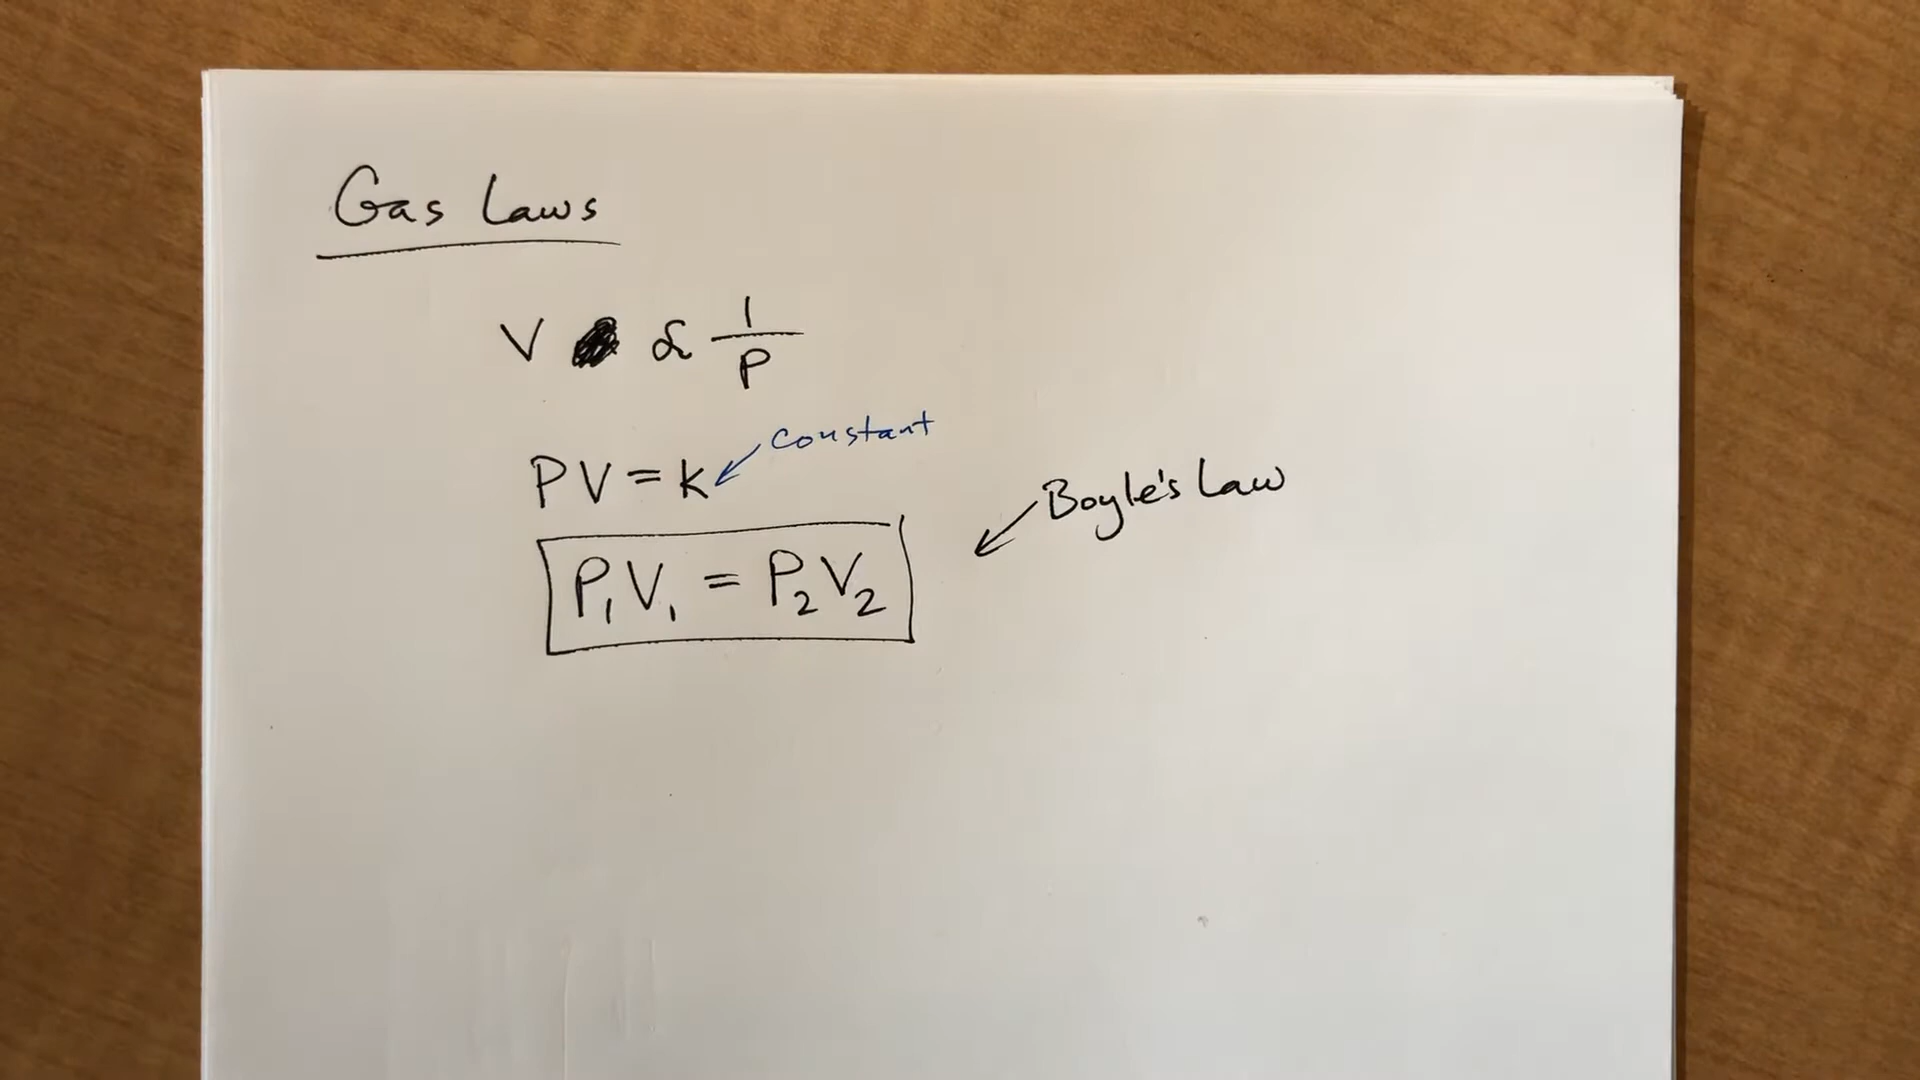 Gas Laws
V ∝ 1/P
constant
PV = k
Boyle's Law
P₁V₁ = P₂V₂